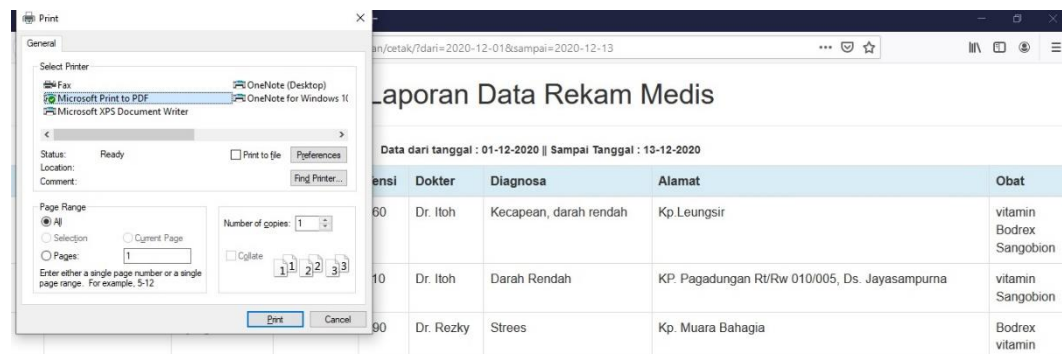 Print
General
Select Printer
Fax
OneNote (Desktop)
Microsoft Print to PDF
OneNote for Windows 10
Microsoft XPS Document Writer
Status: Ready
Print to file
Preferences
Location:
Comment:
Find Printer...
Page Range
All
Selection
Current Page
Pages: 1
Enter either a single page number or a single
page range. For example, 5-12
Number of copies: 1
Collate
1 1 2 2 3 3
Print
Cancel
an/cetak/?dari=2020-12-01&sampai=2020-12-13
Laporan Data Rekam Medis
Data dari tanggal : 01-12-2020 || Sampai Tanggal : 13-12-2020
ensi Dokter Diagnosa Alamat Obat
60 Dr. Itoh Kecapean, darah rendah Kp.Leungsir vitamin
Bodrex
Sangobion
10 Dr. Itoh Darah Rendah KP. Pagadungan Rt/Rw 010/005, Ds. Jayasampurna vitamin
Sangobion
90 Dr. Rezky Strees Kp. Muara Bahagia Bodrex
vitamin